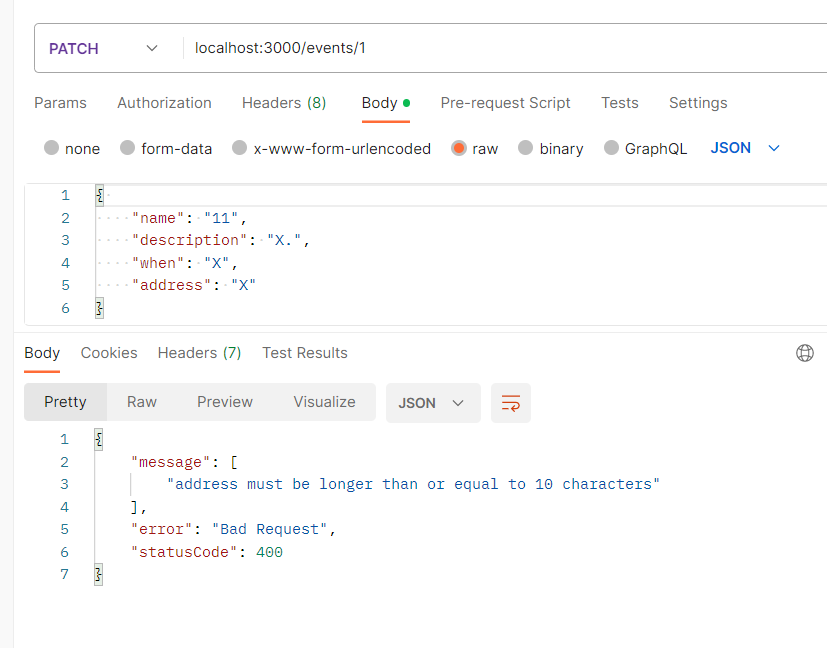 PATCH localhost:3000/events/1
Params Authorization Headers (8) Body Pre-request Script Tests Settings
none form-data x-www-form-urlencoded raw binary GraphQL JSON
1 {
2 "name": "11",
3 "description": "X.",
4 "when": "X",
5 "address": "X"
6 }
Body Cookies Headers (7) Test Results
Pretty Raw Preview Visualize JSON
1 {
2 "message": [
3 "address must be longer than or equal to 10 characters"
4 ],
5 "error": "Bad Request",
6 "statusCode": 400
7 }